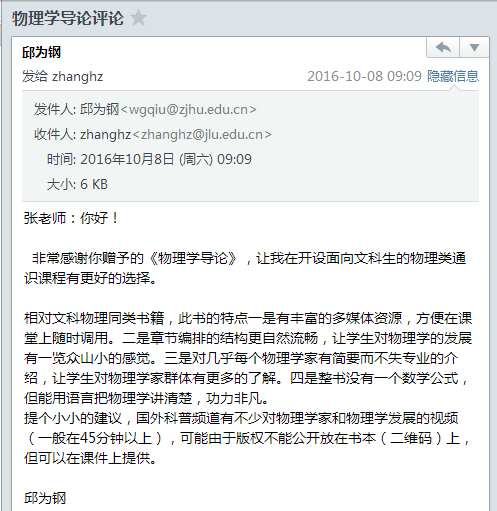 物理学导论评论
邱为钢
发给 zhanghz
2016-10-08 09:09 隐藏信息
发件人: 邱为钢<wgqiu@zjhu.edu.cn>
收件人: zhanghz<zhanghz@jlu.edu.cn>
时间: 2016年10月8日 (周六) 09:09
大小: 6 KB
张老师：你好！
非常感谢你赠予的《物理学导论》，让我在开设面向文科生的物理类通
识课程有更好的选择。
相对文科物理同类书籍，此书的特点一是有丰富的多媒体资源，方便在课
堂上随时调用。二是章节编排的结构更自然流畅，让学生对物理学的发展
有一览众山小的感觉。三是对几乎每个物理学家有简要而不失专业的介
绍，让学生对物理学家群体有更多的了解。四是整书没有一个数学公式，
但能用语言把物理学讲清楚，功力非凡。
提个小小的建议，国外科普频道有不少对物理学家和物理学发展的视频
（一般在45分钟以上），可能由于版权不能公开放在书本（二维码）上，
但可以在课件上提供。
邱为钢